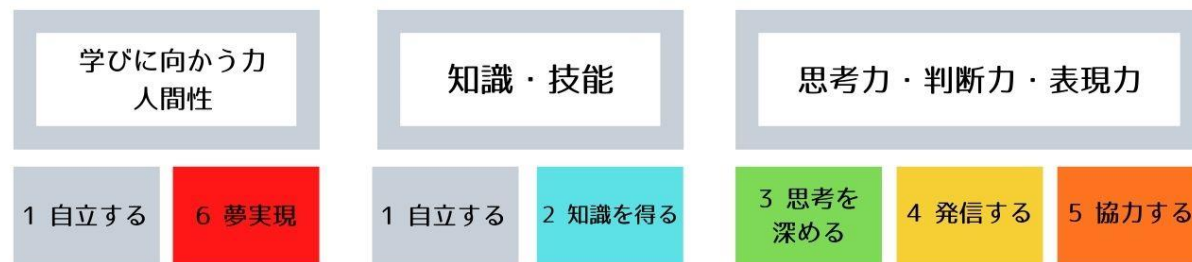 学びに向かう力
人間性
知識・技能
思考力・判断力・表現力
1 自立する
6 夢実現
1 自立する
2 知識を得る
3 思考を
深める
4 発信する
5 協力する